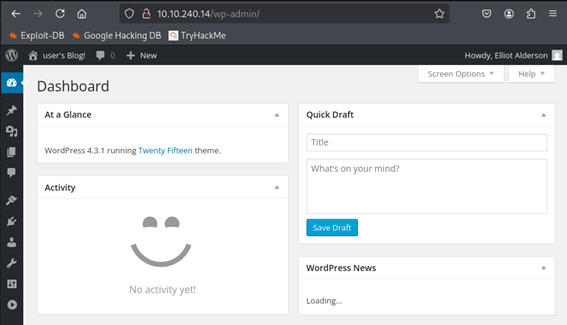 10.10.240.14/wp-admin/
Exploit-DB Google Hacking DB TryHackMe
user's Blog! 0 New Howdy, Elliot Alderson
Screen Options Help
Dashboard
At a Glance
WordPress 4.3.1 running Twenty Fifteen theme.
Activity
No activity yet!
Quick Draft
Title
What's on your mind?
Save Draft
WordPress News
Loading...